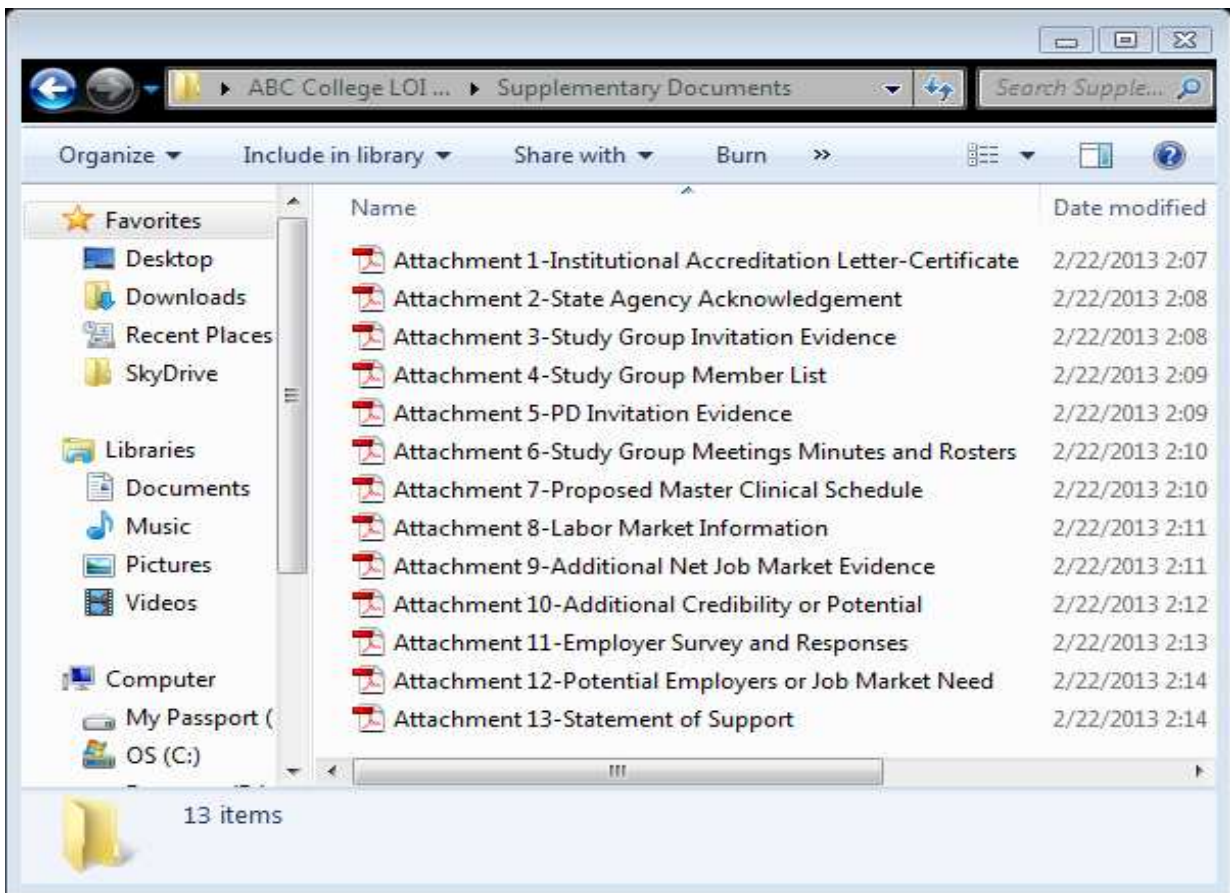 ABC College LOI ... Supplementary Documents Search Supple...
Organize Include in library Share with Burn »
Favorites
Desktop
Downloads
Recent Places
SkyDrive
Libraries
Documents
Music
Pictures
Videos
Computer
My Passport (
OS (C:)
Name Date modified
Attachment 1-Institutional Accreditation Letter-Certificate 2/22/2013 2:07
Attachment 2-State Agency Acknowledgement 2/22/2013 2:08
Attachment 3-Study Group Invitation Evidence 2/22/2013 2:08
Attachment 4-Study Group Member List 2/22/2013 2:09
Attachment 5-PD Invitation Evidence 2/22/2013 2:09
Attachment 6-Study Group Meetings Minutes and Rosters 2/22/2013 2:10
Attachment 7-Proposed Master Clinical Schedule 2/22/2013 2:10
Attachment 8-Labor Market Information 2/22/2013 2:11
Attachment 9-Additional Net Job Market Evidence 2/22/2013 2:11
Attachment 10-Additional Credibility or Potential 2/22/2013 2:12
Attachment 11-Employer Survey and Responses 2/22/2013 2:13
Attachment 12-Potential Employers or Job Market Need 2/22/2013 2:14
Attachment 13-Statement of Support 2/22/2013 2:14
13 items